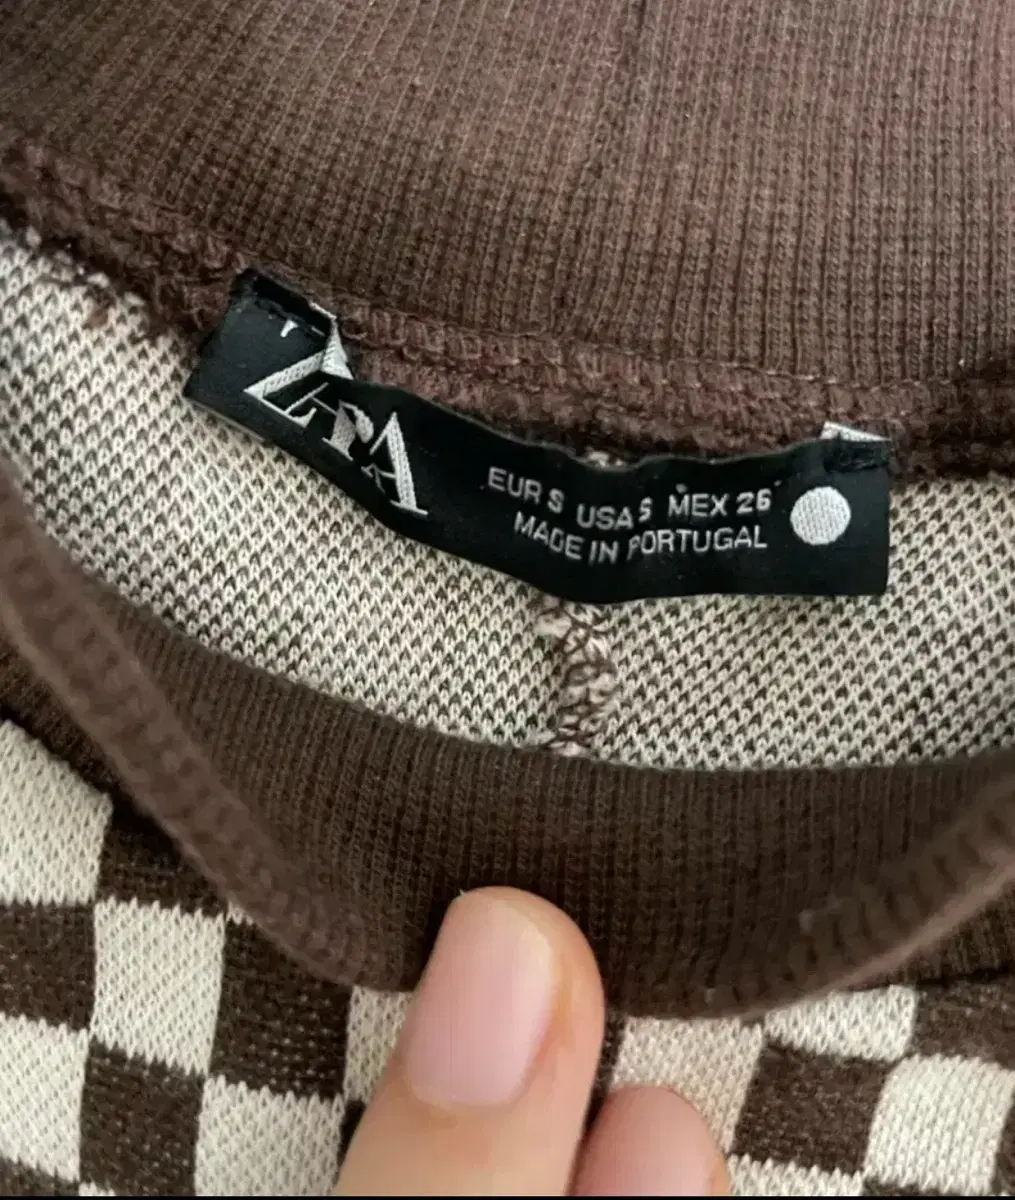 ZARA
EUR S USA S MEX 26
MADE IN PORTUGAL